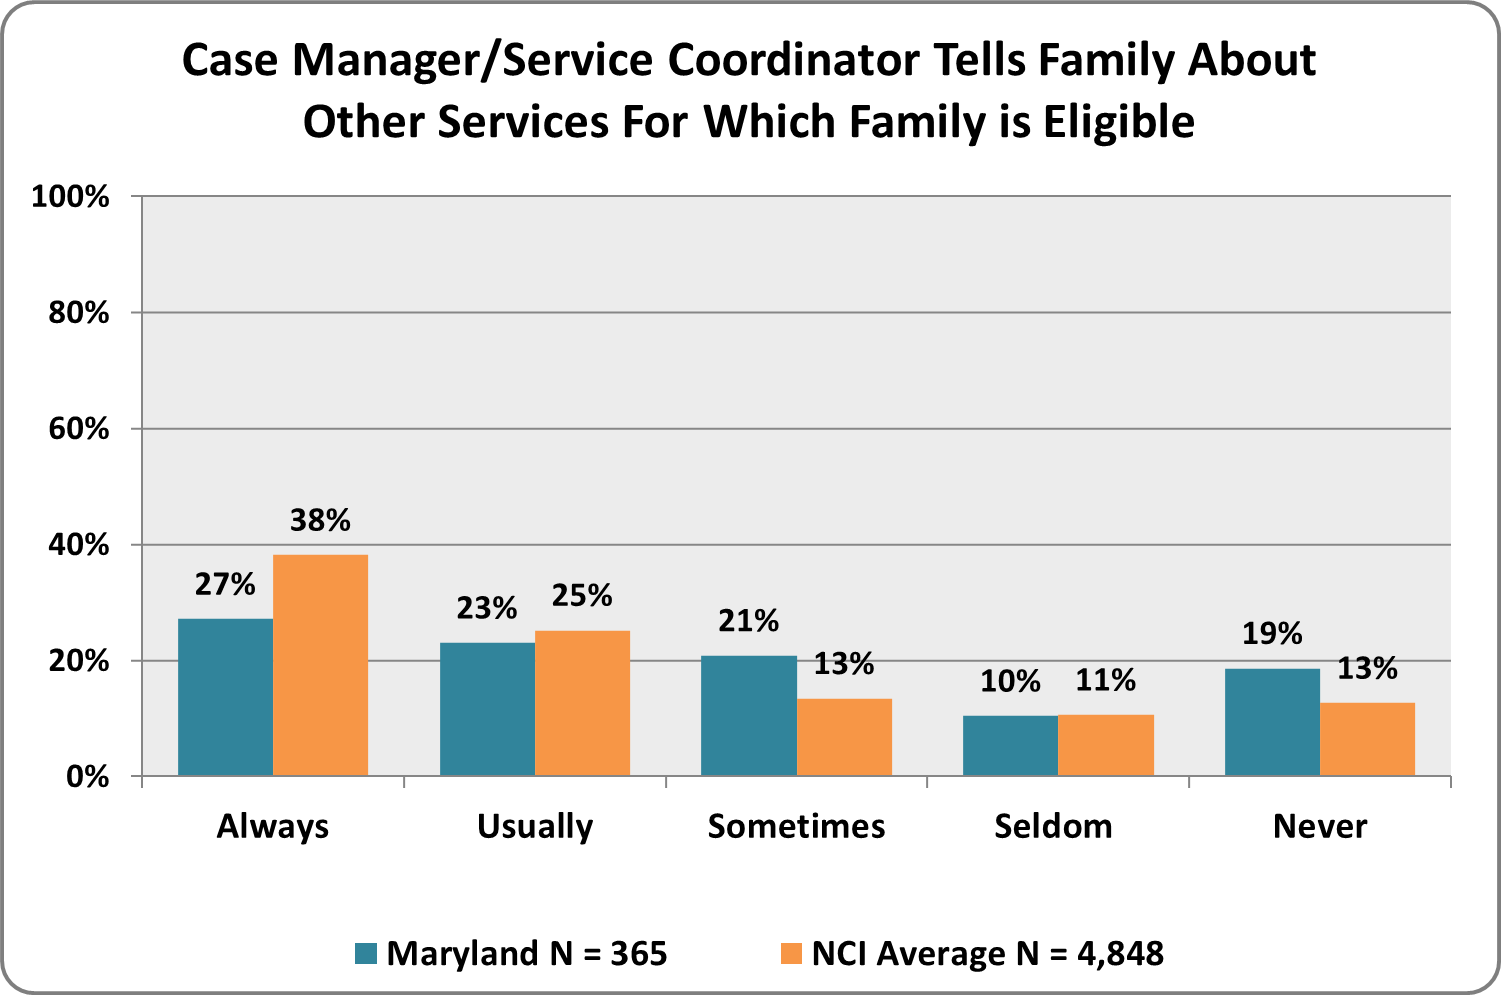 Case Manager/Service Coordinator Tells Family About
Other Services For Which Family is Eligible
100%
80%
60%
40%
20%
0%
27%
38%
23%
25%
21%
13%
10%
11%
19%
13%
Always
Usually
Sometimes
Seldom
Never
Maryland N = 365
NCI Average N = 4,848